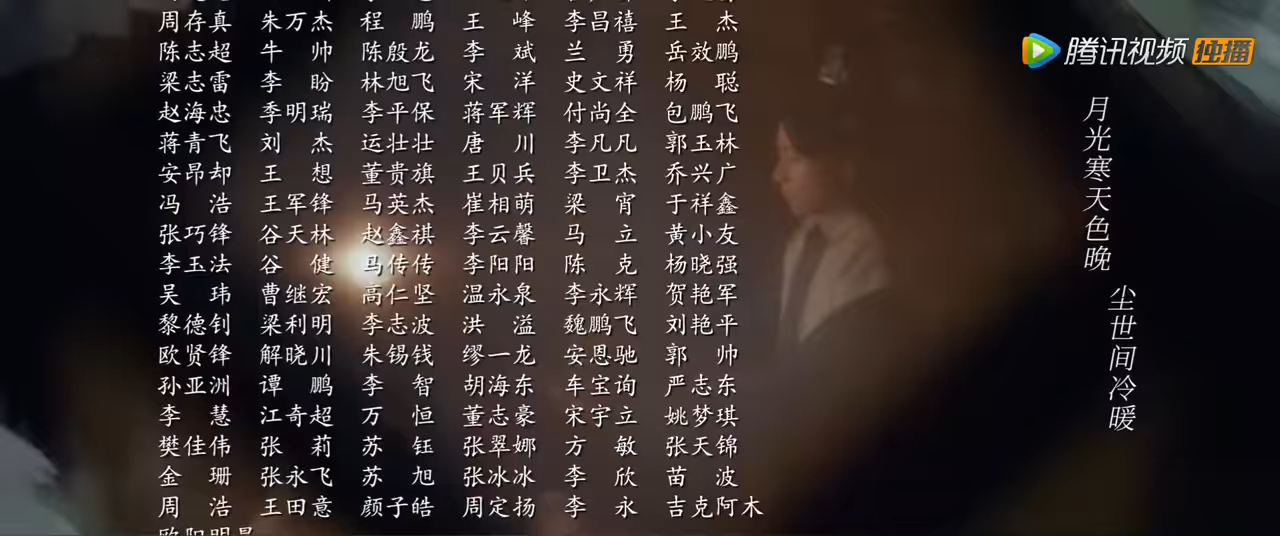 周存真 朱万杰 程鹏 王峰 李昌禧 王杰
陈志超 牛帅 陈殷龙 李斌 兰勇 岳效鹏
梁志雷 李盼 林旭飞 宋洋 史文祥 杨聪
赵海忠 季明瑞 李平保 蒋军辉 付尚全 包鹏飞
蒋青飞 刘杰 运壮壮 唐川 李凡凡 郭玉林
安昂却 王想 董贵旗 王贝兵 李卫杰 乔兴广
冯浩 王军锋 马英杰 崔相萌 梁宵 于祥鑫
张巧锋 谷天林 赵鑫祺 李云馨 马立 黄小友
李玉法 谷健 马传传 李阳阳 陈克 杨晓强
吴玮 曹继宏 高仁坚 温永泉 李永辉 贺艳军
黎德钊 梁利明 李志波 洪溢 魏鹏飞 刘艳平
欧贤锋 解晓川 朱锡钱 缪一龙 安恩驰 郭帅
孙亚洲 谭鹏 李智 胡海东 车宝询 严志东
李慧 江奇超 万恒 董志豪 宋宇立 姚梦琪
樊佳伟 张莉 苏钰 张翠娜 方敏 张天锦
金珊 张永飞 苏旭 张冰冰 李欣 苗波
周浩 王田意 颜子皓 周定扬 李永 吉克阿木
腾讯视频 独播
月光寒天色晚
尘世间冷暖